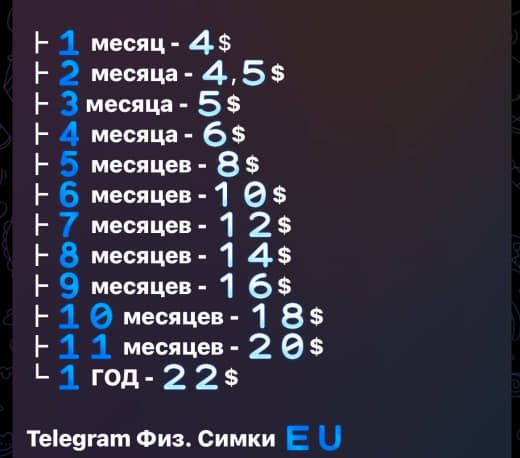 ├ 1 месяц - 4$
├ 2 месяца - 4,5$
├ 3 месяца - 5$
├ 4 месяца - 6$
├ 5 месяцев - 8$
├ 6 месяцев - 10$
├ 7 месяцев - 12$
├ 8 месяцев - 14$
├ 9 месяцев - 16$
├ 10 месяцев - 18$
├ 11 месяцев - 20$
└ 1 год - 22$
Telegram Физ. Симки EU